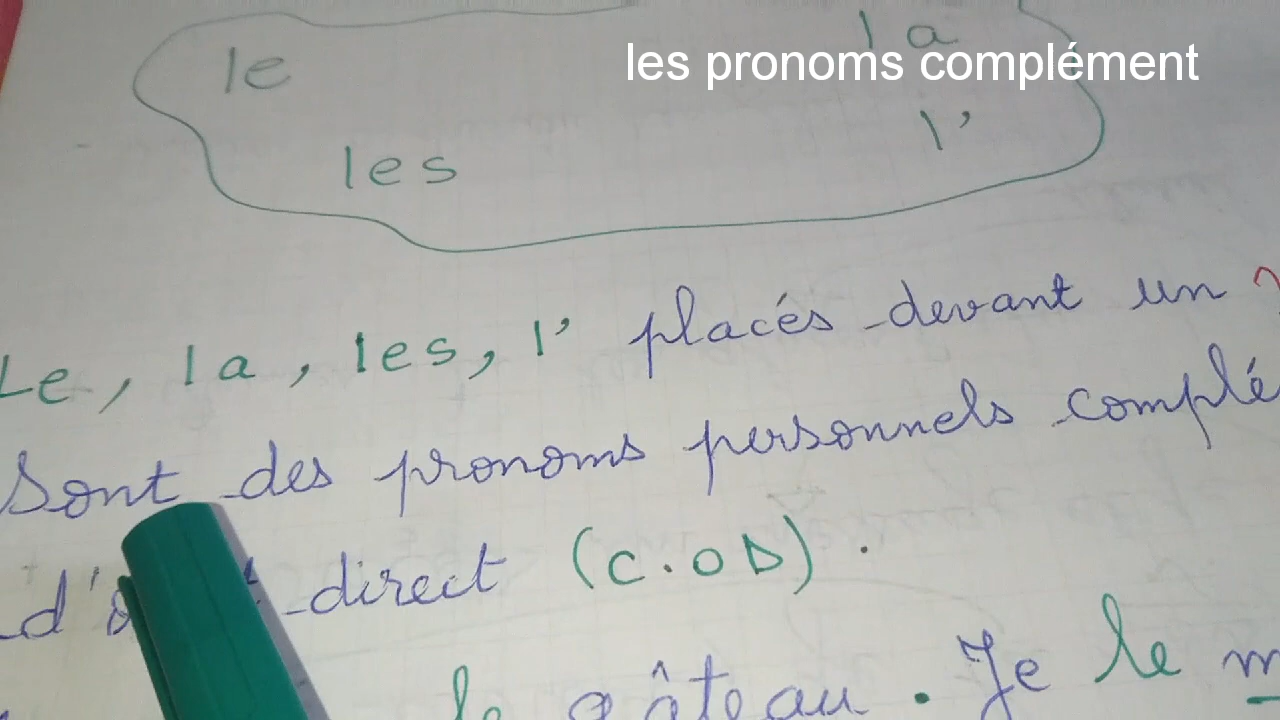 le la
les pronoms complément
les l'
Le, la, les, l' placés devant un
Sont des pronoms personnels complé
direct (C.OD).
le gâteau. Je le m